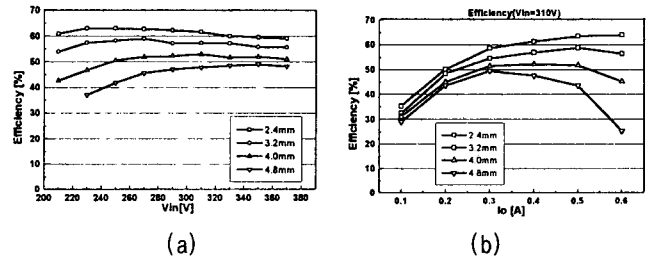 70
60
50
40
30
20
10
0
200 220 240 260 280 300 320 340 360 380
Efficiency [%]
Vin[V]
2.4mm
3.2mm
4.0mm
4.8mm
(a)
Efficiency(Vin=310V)
70
60
50
40
30
20
10
0
0.1 0.2 0.3 0.4 0.5 0.6
Efficiency [%]
Io [A]
2 4mm
3.2mm
4.0mm
4 8mm
(b)